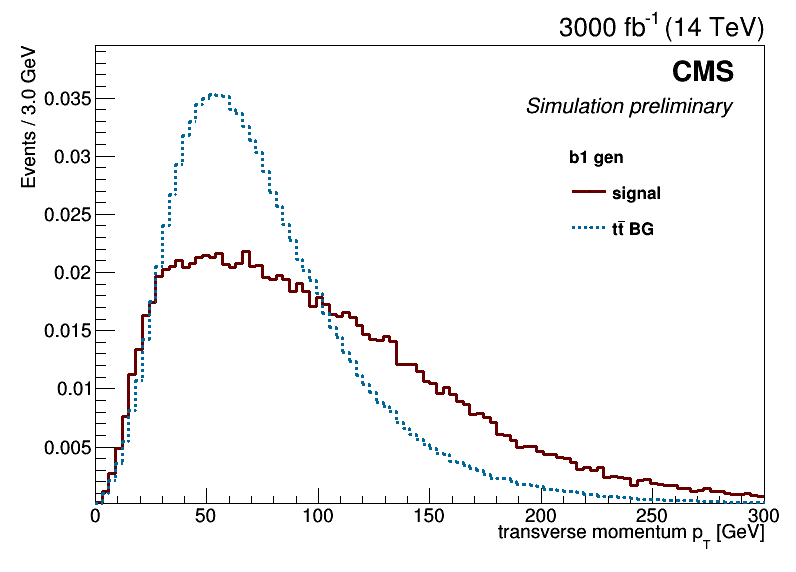 3000 fb⁻¹ (14 TeV)
CMS
Simulation preliminary
b1 gen
signal
tt̄ BG
Events / 3.0 GeV
0.035
0.03
0.025
0.02
0.015
0.01
0.005
0 50 100 150 200 250 300
transverse momentum p_T [GeV]